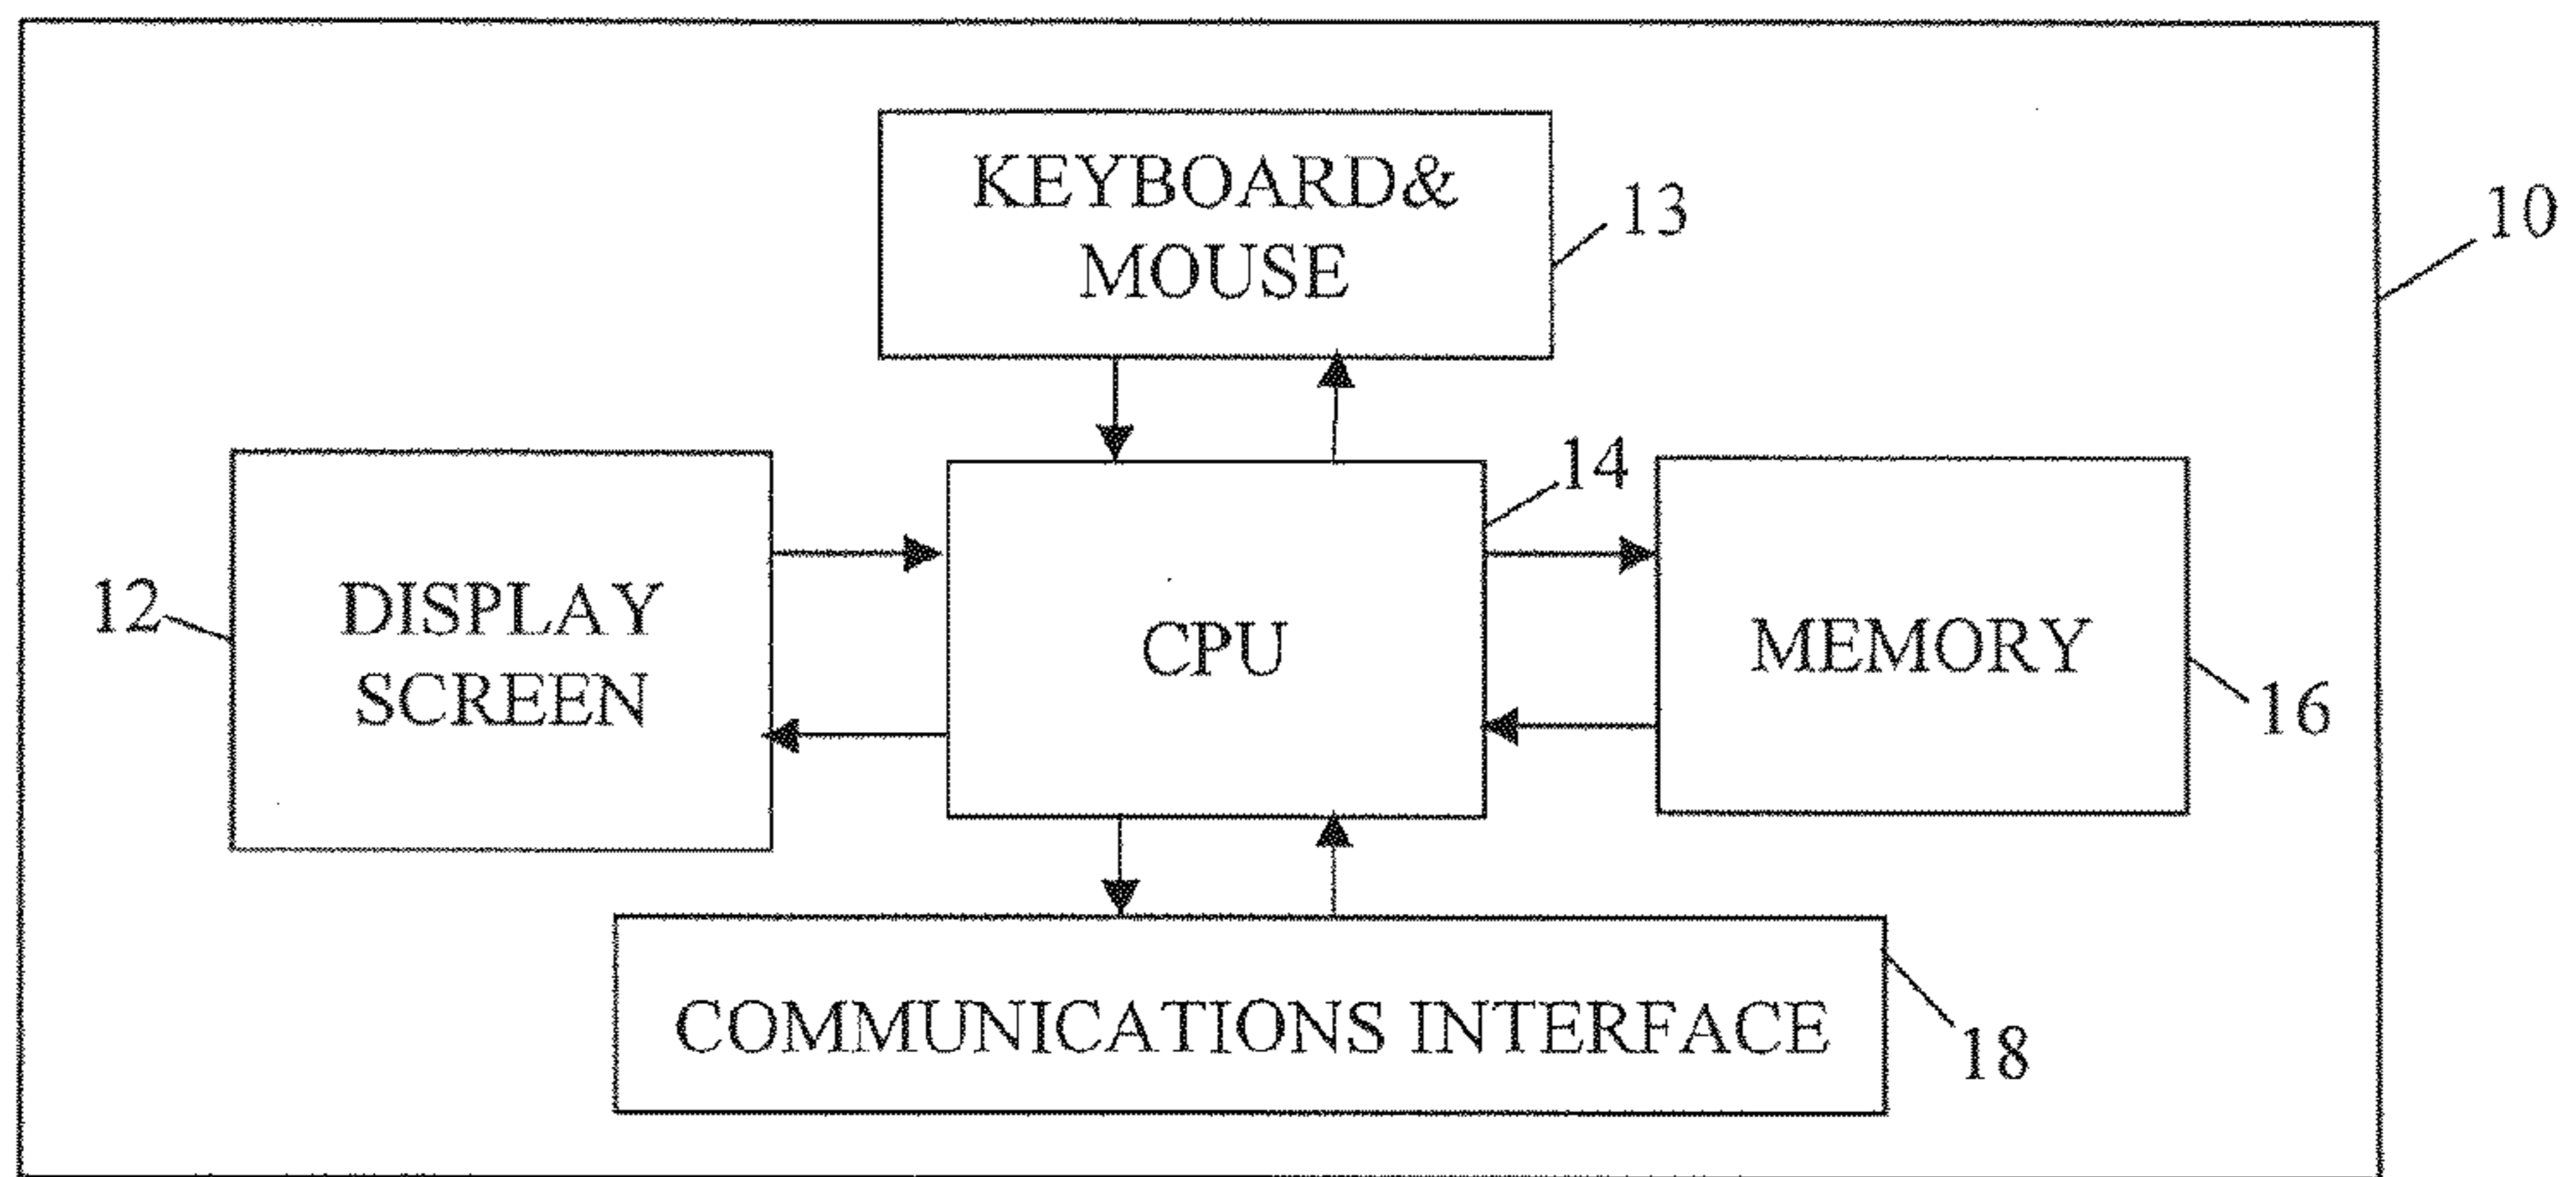 KEYBOARD&
MOUSE
13
10
14
12
DISPLAY
SCREEN
CPU
MEMORY
16
COMMUNICATIONS INTERFACE
18